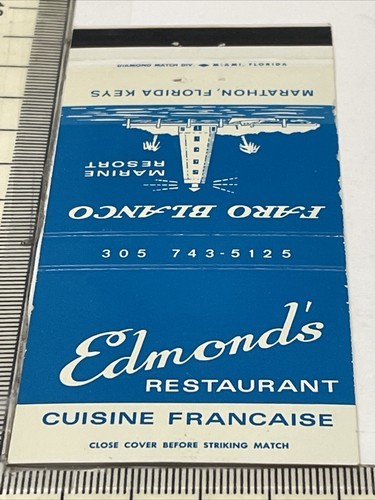 DIAMOND MATCH DIV. MIAMI, FLORIDA
MARATHON, FLORIDA KEYS
MARINE
RESORT
FARO BLANCO
305 743-5125
Edmond's
RESTAURANT
CUISINE FRANCAISE
CLOSE COVER BEFORE STRIKING MATCH